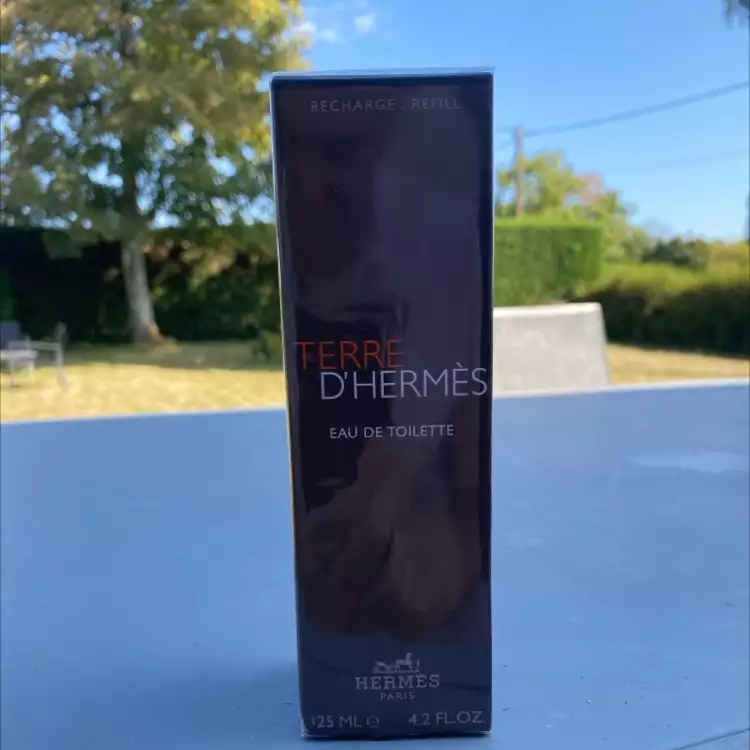 RECHARGE . REFILL
TERRE
D'HERMÈS
EAU DE TOILETTE
HERMÈS
PARIS
125 ML ℮ 4.2 FL.OZ